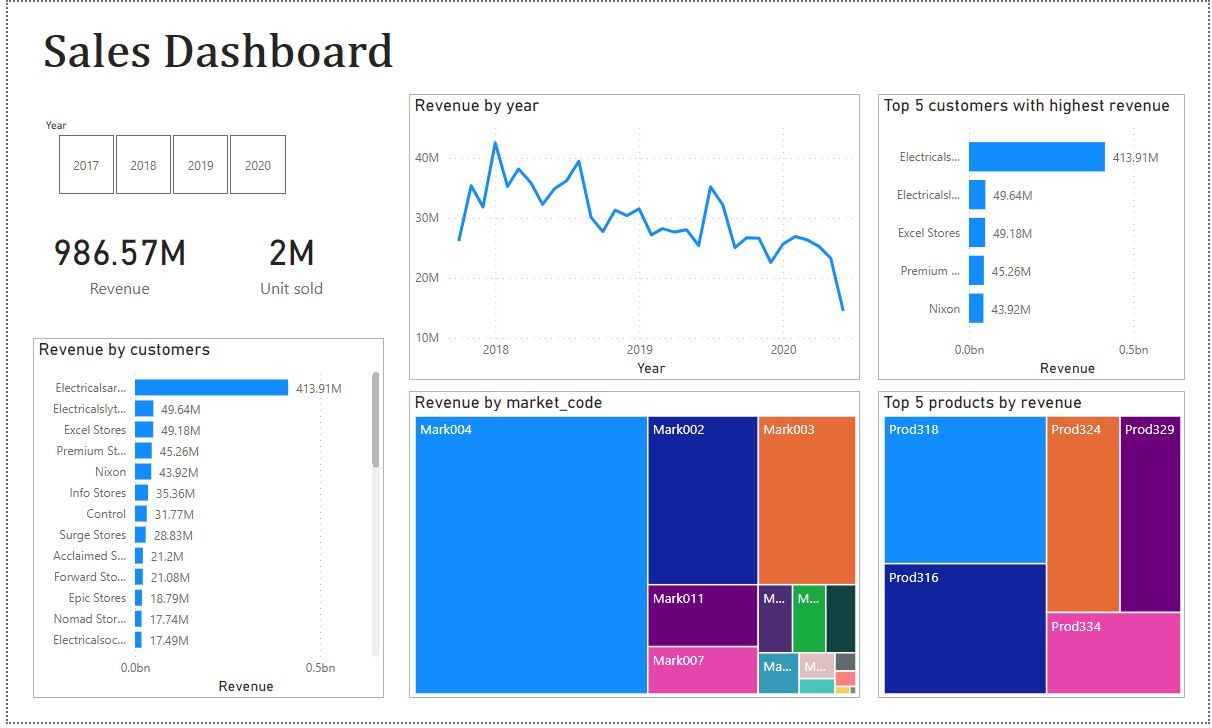 Sales Dashboard
Year
2017
2018
2019
2020
986.57M
Revenue
2M
Unit sold
Revenue by customers
Electricalsar... 413.91M
Electricalslyt... 49.64M
Excel Stores 49.18M
Premium St... 45.26M
Nixon 43.92M
Info Stores 35.36M
Control 31.77M
Surge Stores 28.83M
Acclaimed S... 21.2M
Forward Sto... 21.08M
Epic Stores 18.79M
Nomad Stor... 17.74M
Electricalsoc... 17.49M
0.0bn 0.5bn
Revenue
Revenue by year
40M
30M
20M
10M
2018 2019 2020
Year
Top 5 customers with highest revenue
Electricals... 413.91M
Electricalsl... 49.64M
Excel Stores 49.18M
Premium ... 45.26M
Nixon 43.92M
0.0bn 0.5bn
Revenue
Revenue by market_code
Mark004
Mark002
Mark003
Mark011
Mark007
M...
M...
Ma...
M...
Top 5 products by revenue
Prod318
Prod324
Prod329
Prod316
Prod334